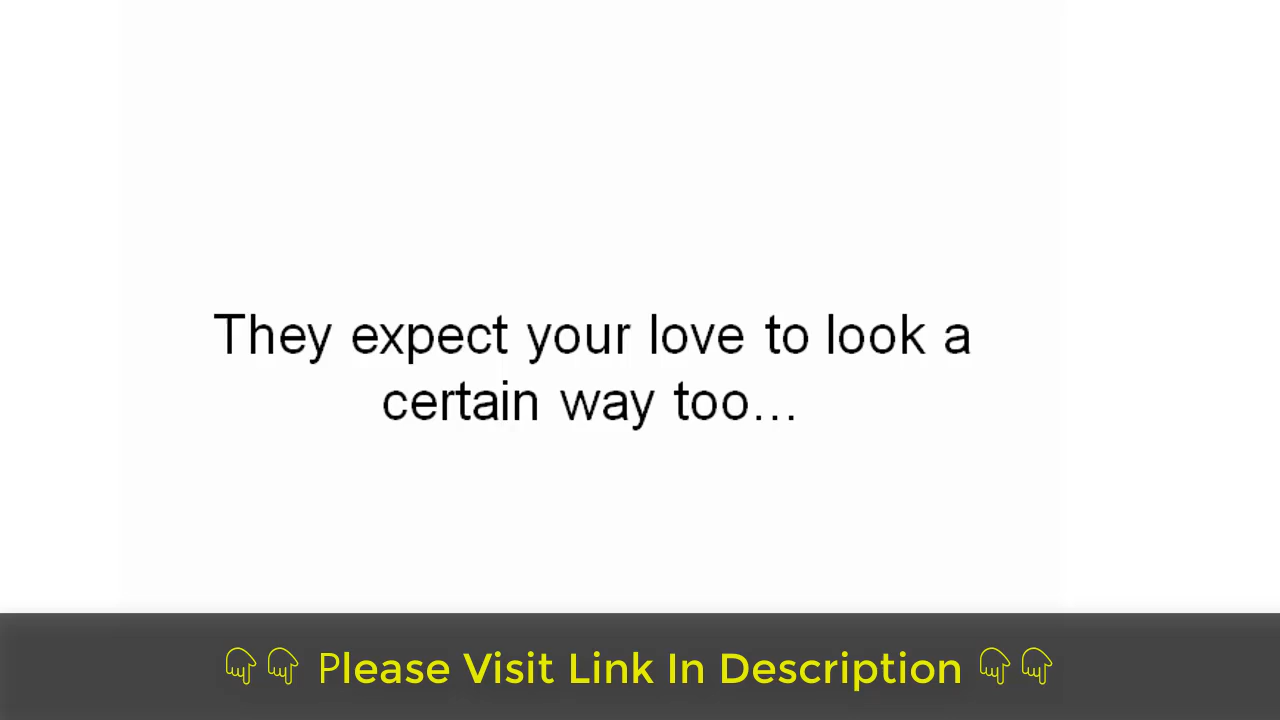 They expect your love to look a
certain way too...
👇👇 Please Visit Link In Description 👇👇